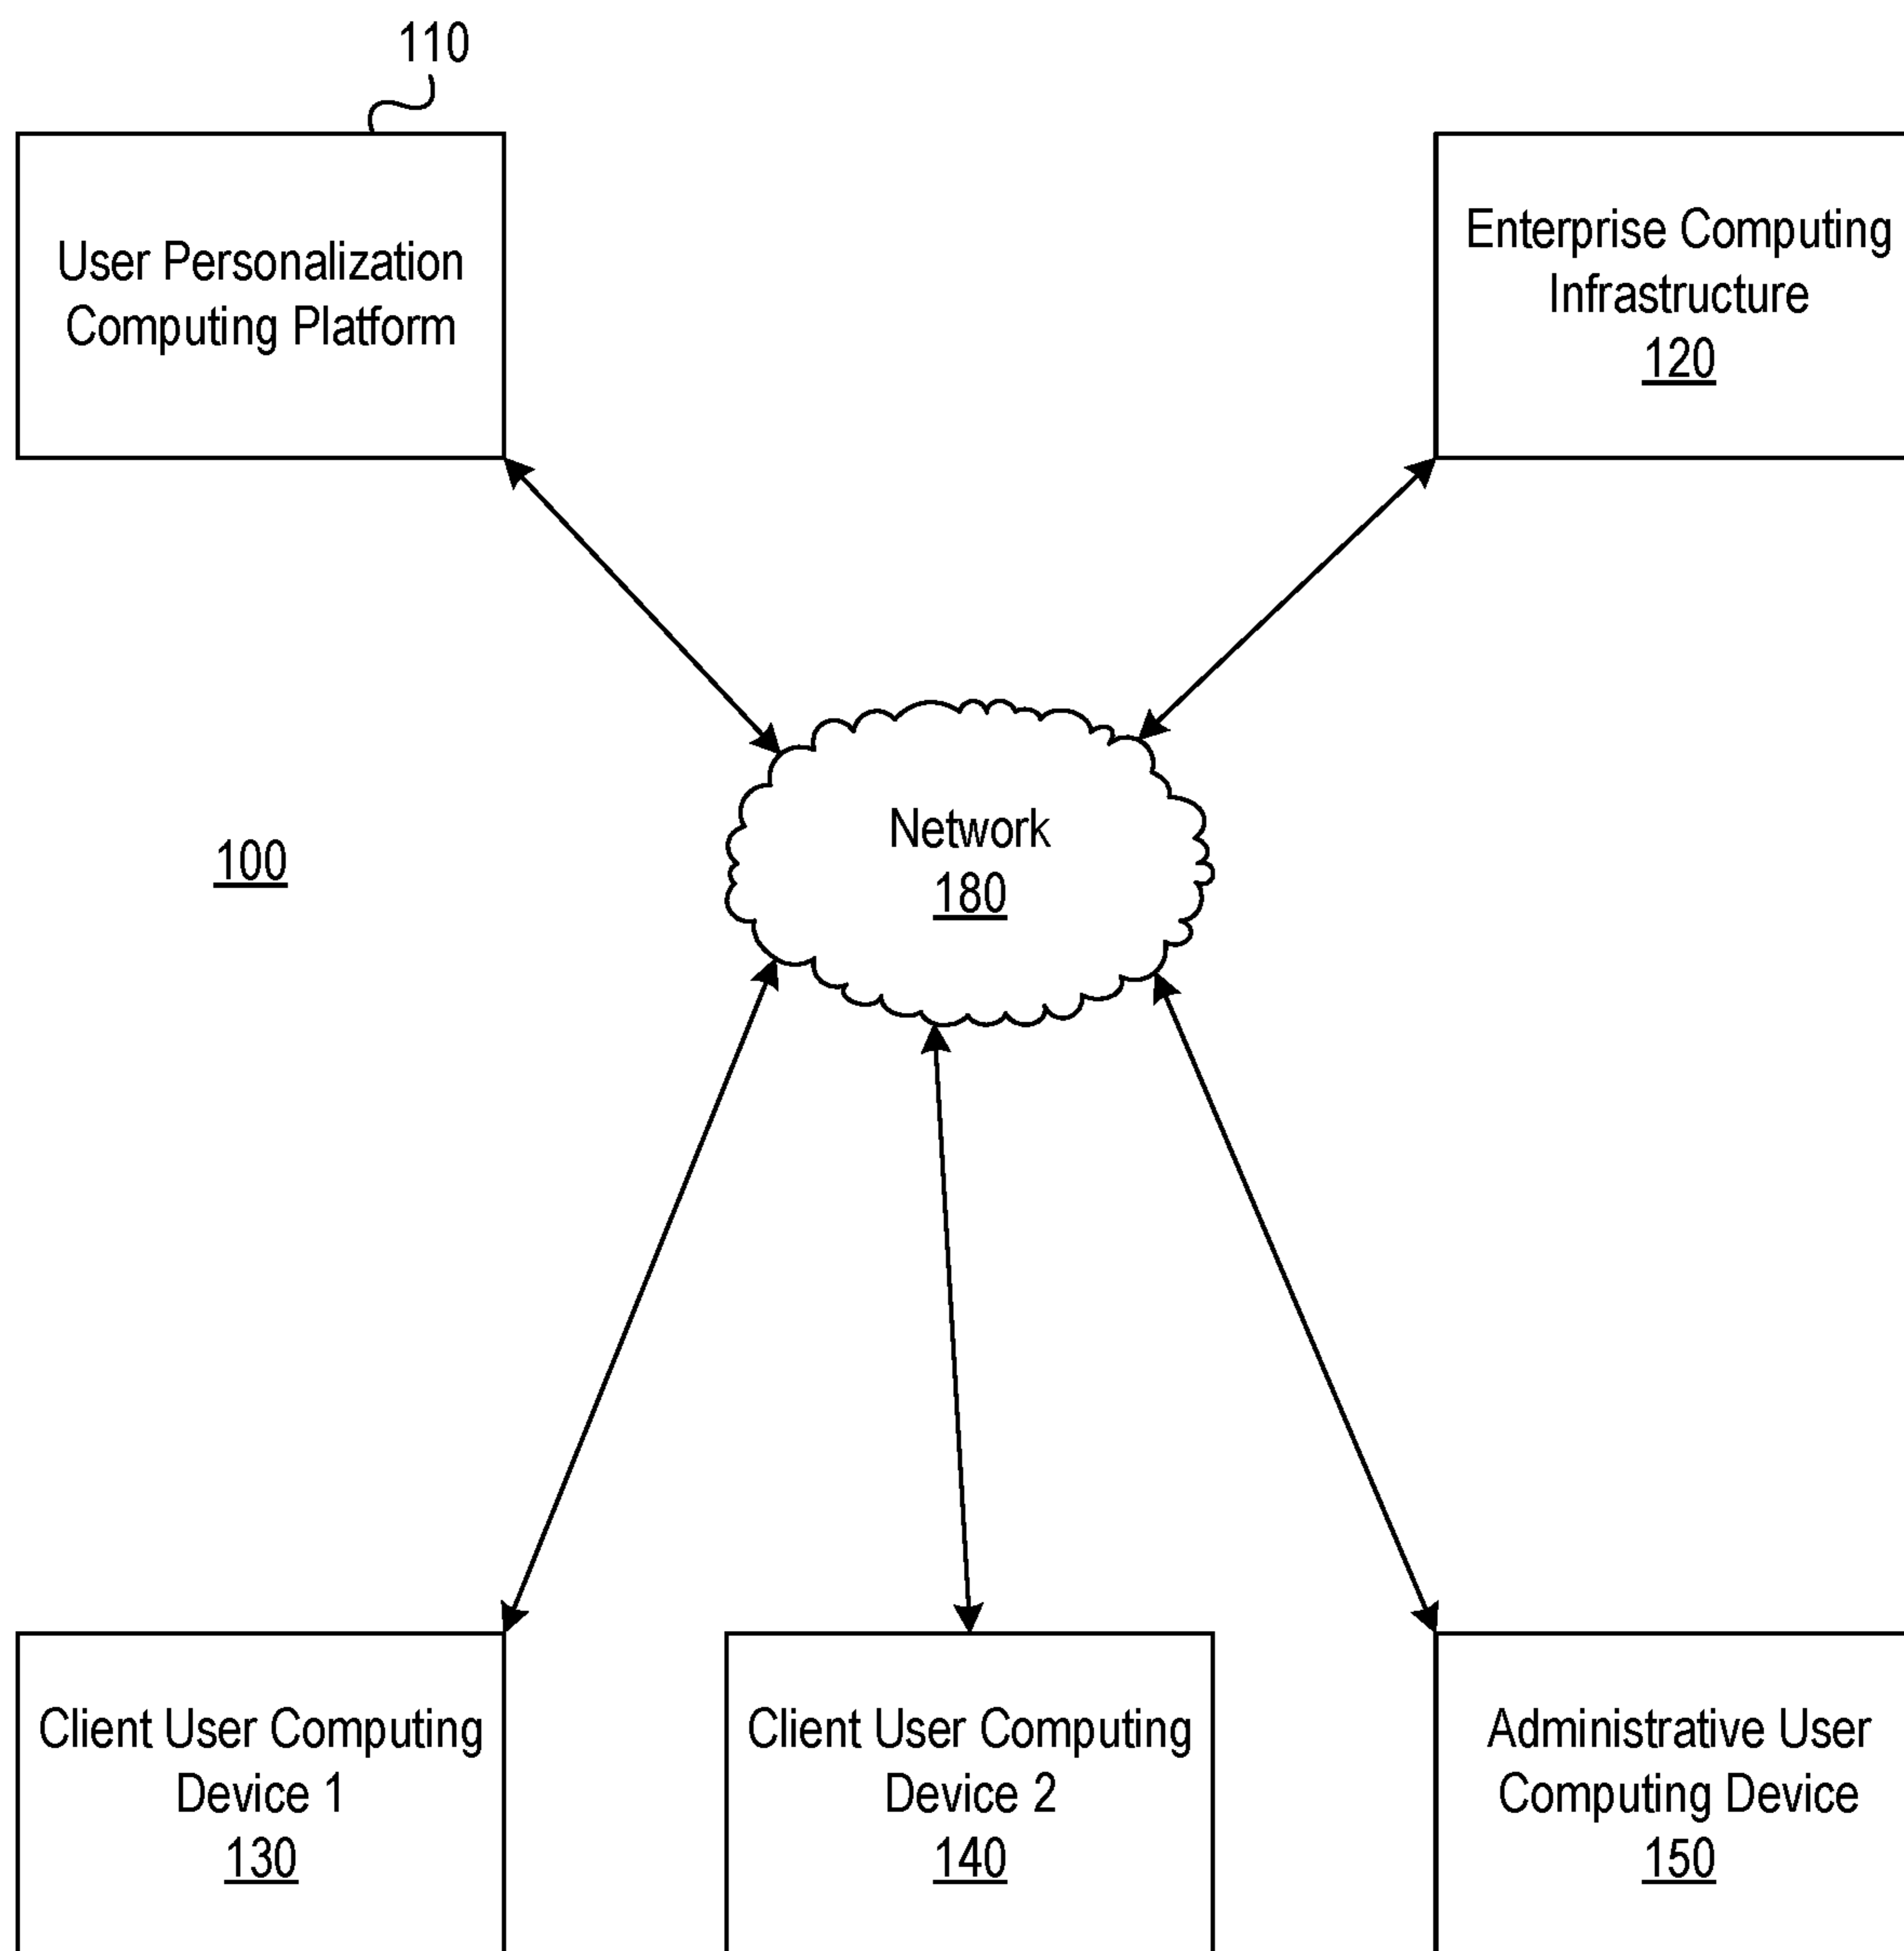 110
User Personalization
Computing Platform
Enterprise Computing
Infrastructure
120
Network
180
100
Client User Computing
Device 1
130
Client User Computing
Device 2
140
Administrative User
Computing Device
150